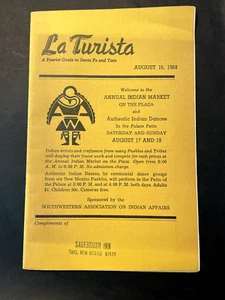 La Turista
A Tourist Guide to Santa Fe and Taos
AUGUST 16, 1968
Welcome to the
ANNUAL INDIAN MARKET
ON THE PLAZA
and
Authentic Indian Dances
In the Palace Patio
SATURDAY AND SUNDAY
AUGUST 17 AND 18
Indian artists and craftsmen from many Pueblos and Tribes
will display their finest work and compete for cash prizes at
the Annual Indian Market on the Plaza. Open from 9:00
A. M. to 6:00 P. M. No admission charge.
Authentic Indian Dances, by ceremonial dance groups
from six New Mexico Pueblos, will perform in the Patio of
the Palace at 2:00 P. M. and at 4:00 P. M. both days. Adults
$1. Children 50c. Cameras free.
Sponsored by the
SOUTHWESTERN ASSOCIATION ON INDIAN AFFAIRS
Compliments of
SAGEBRUSH INN
TAOS, NEW MEXICO 87571